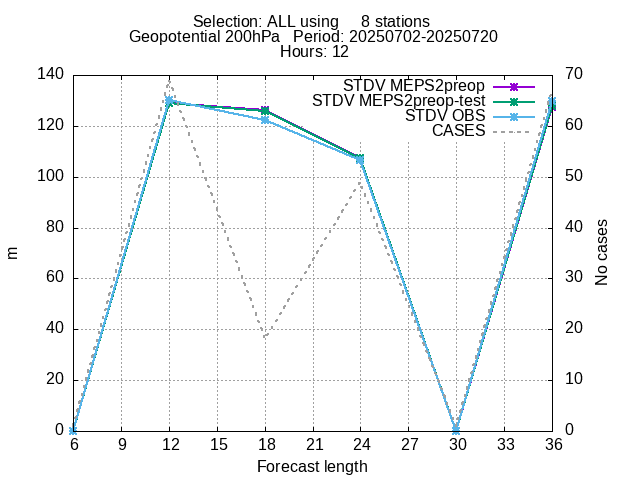 Selection: ALL using     8 stations
Geopotential 200hPa   Period: 20250702-20250720
Hours: 12
STDV MEPS2preop
STDV MEPS2preop-test
STDV OBS
CASES
140
120
100
80
60
40
20
0
m
70
60
50
40
30
20
10
0
No cases
6 9 12 15 18 21 24 27 30 33 36
Forecast length